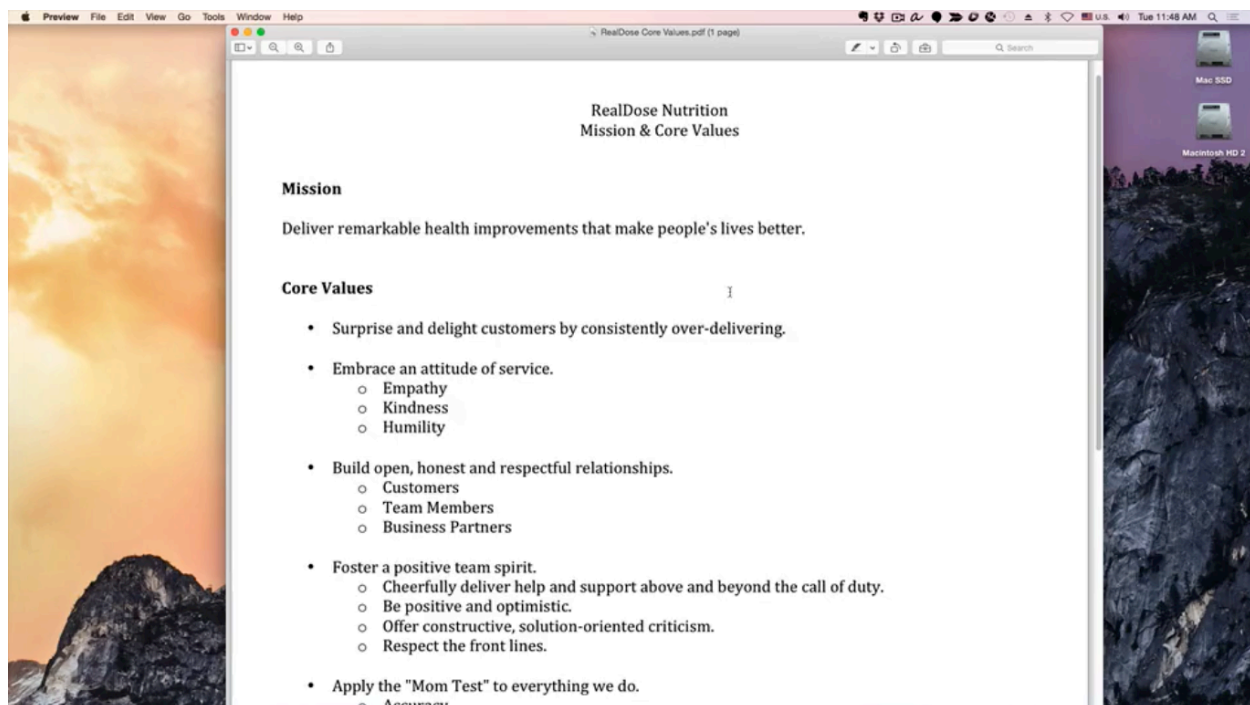 Preview File Edit View Go Tools Window Help
U.S. Tue 11:48 AM
RealDose Core Values.pdf (1 page)
Search
Mac SSD
Macintosh HD 2
RealDose Nutrition
Mission & Core Values
Mission
Deliver remarkable health improvements that make people's lives better.
Core Values
• Surprise and delight customers by consistently over-delivering.
• Embrace an attitude of service.
o Empathy
o Kindness
o Humility
• Build open, honest and respectful relationships.
o Customers
o Team Members
o Business Partners
• Foster a positive team spirit.
o Cheerfully deliver help and support above and beyond the call of duty.
o Be positive and optimistic.
o Offer constructive, solution-oriented criticism.
o Respect the front lines.
• Apply the "Mom Test" to everything we do.
o Accuracy